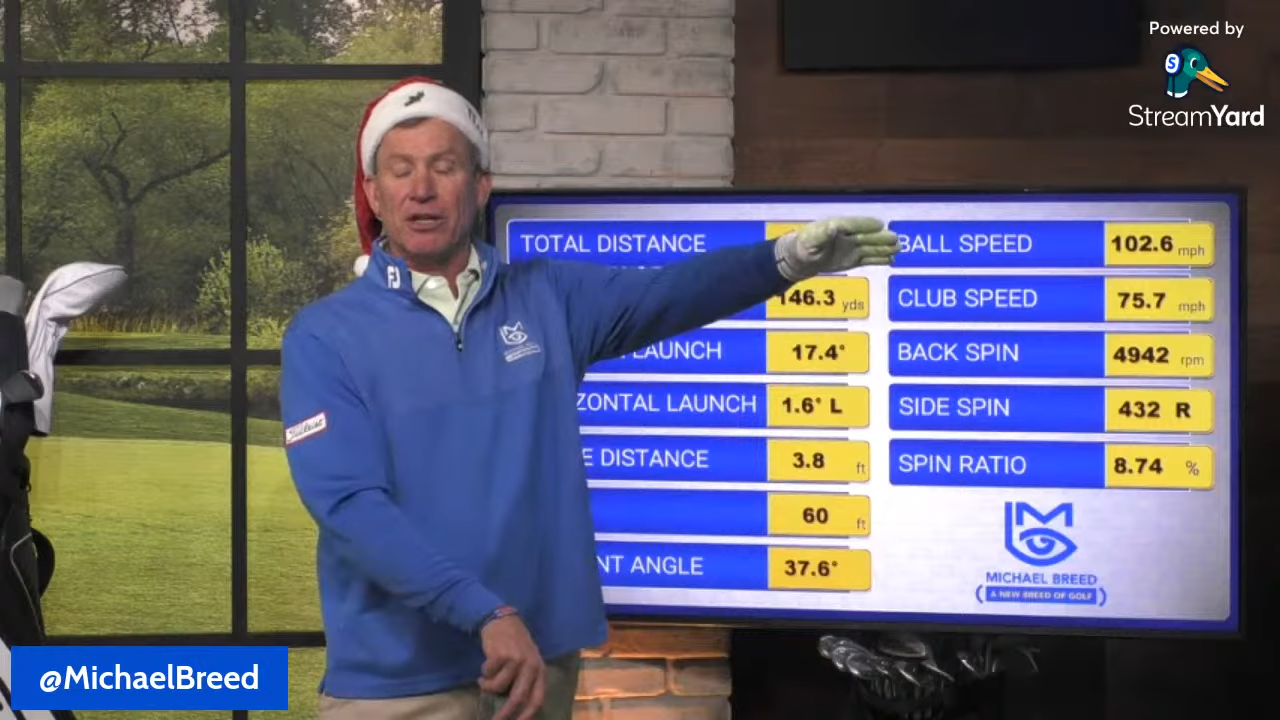 Powered by
StreamYard
TOTAL DISTANCE
146.3 yds
LAUNCH 17.4°
ZONTAL LAUNCH 1.6° L
E DISTANCE 3.8 ft
60 ft
NT ANGLE 37.6°
BALL SPEED 102.6 mph
CLUB SPEED 75.7 mph
BACK SPIN 4942 rpm
SIDE SPIN 432 R
SPIN RATIO 8.74 %
MICHAEL BREED
A NEW BREED OF GOLF
FJ
Titleist
@MichaelBreed